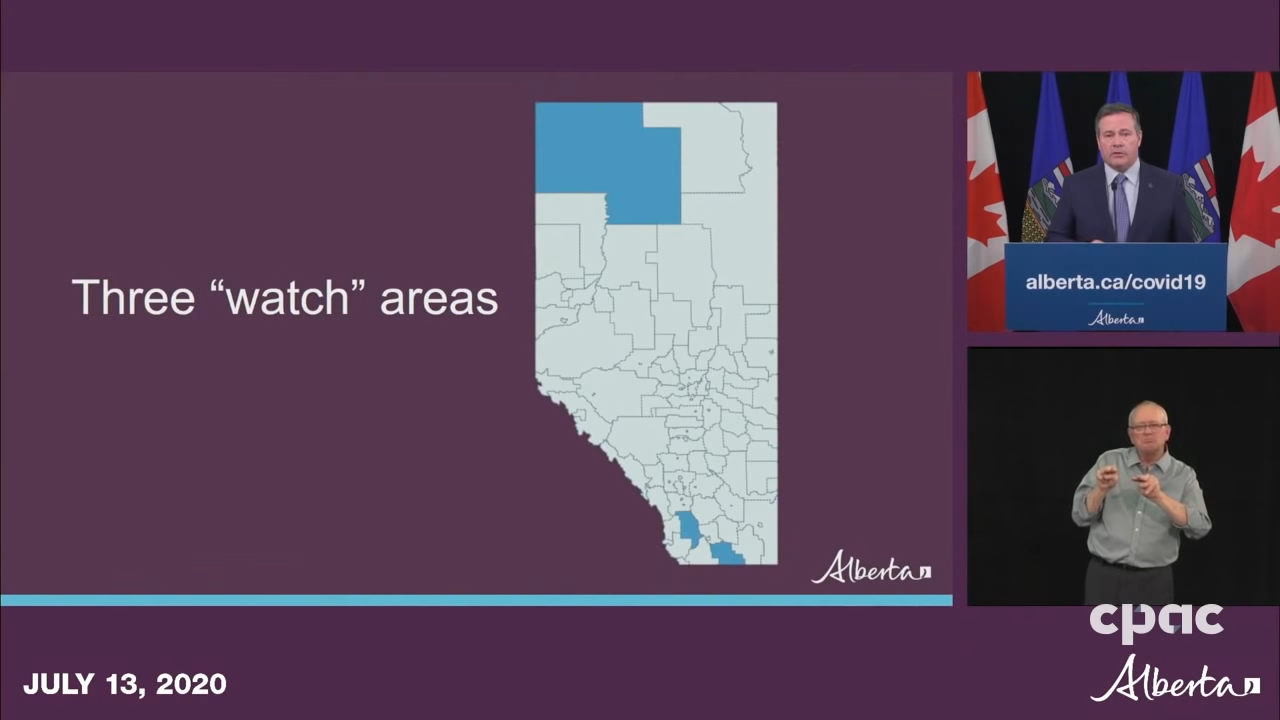 Three “watch” areas
Alberta
alberta.ca/covid19
Alberta
cpac
JULY 13, 2020
Alberta